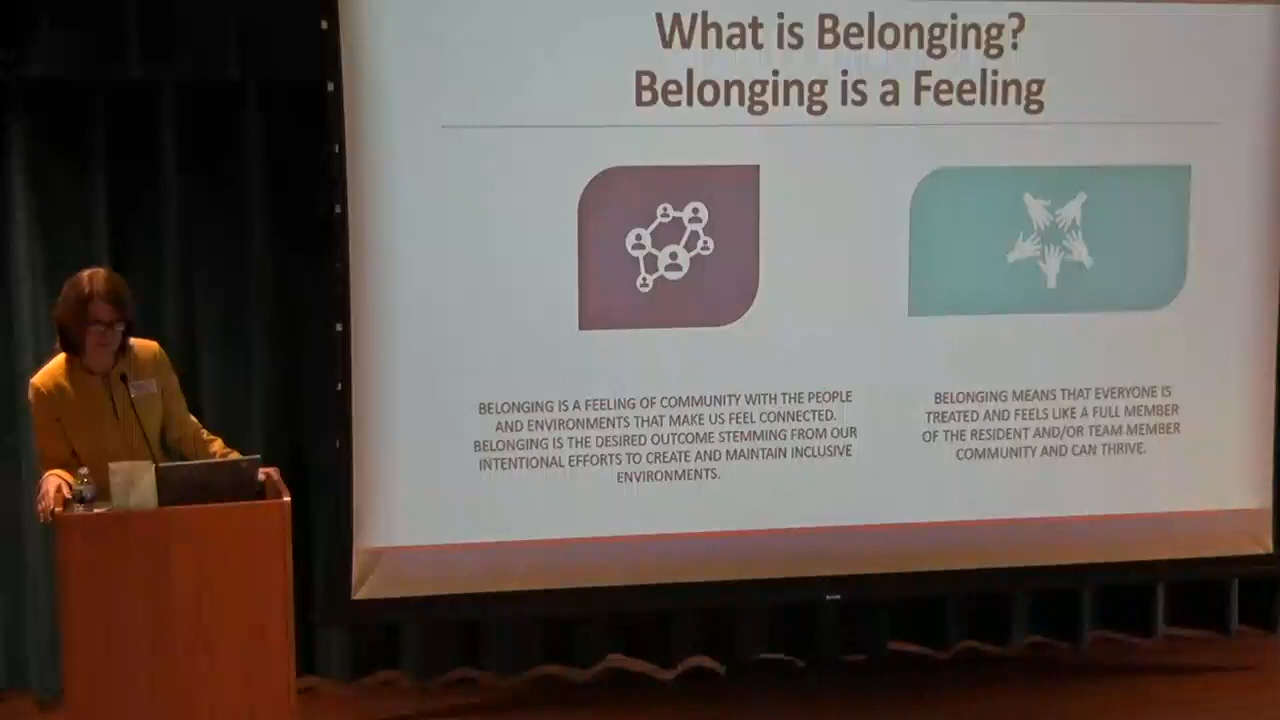 What is Belonging?
Belonging is a Feeling
BELONGING IS A FEELING OF COMMUNITY WITH THE PEOPLE
AND ENVIRONMENTS THAT MAKE US FEEL CONNECTED.
BELONGING IS THE DESIRED OUTCOME STEMMING FROM OUR
INTENTIONAL EFFORTS TO CREATE AND MAINTAIN INCLUSIVE
ENVIRONMENTS.
BELONGING MEANS THAT EVERYONE IS
TREATED AND FEELS LIKE A FULL MEMBER
OF THE RESIDENT AND/OR TEAM MEMBER
COMMUNITY AND CAN THRIVE.